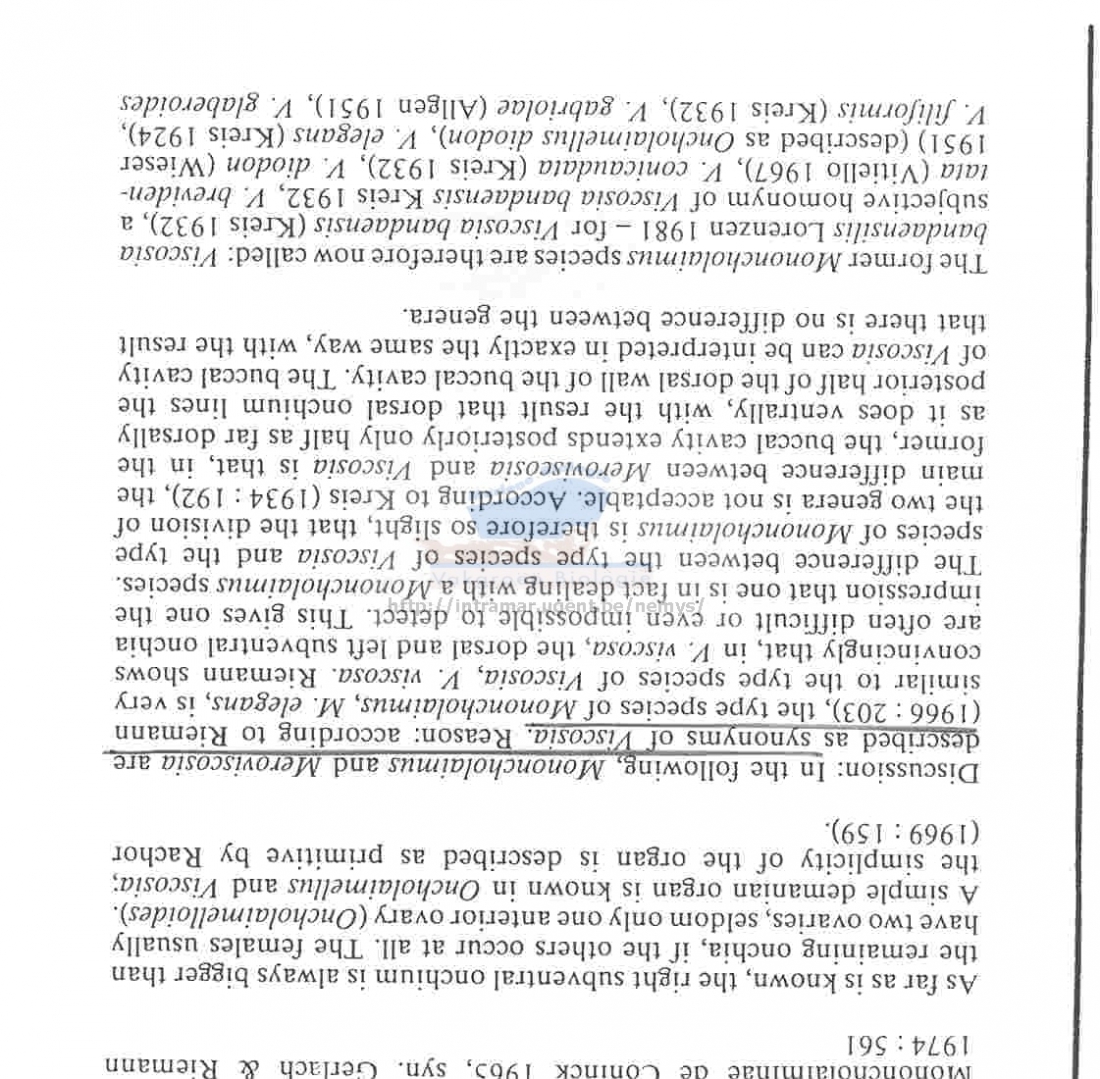 Mononcholaiminae de Coninck 1965, syn. Gerlach & Riemann
1974 : 561
As far as is known, the right subventral onchium is always bigger than
the remaining onchia, if the others occur at all. The females usually
have two ovaries, seldom only one anterior ovary (Oncholaimelloides).
A simple demanian organ is known in Oncholaimellus and Viscosia;
the simplicity of the organ is described as primitive by Rachor
(1969 : 159).
Discussion: In the following, Mononcholaimus and Meroviscosia are
described as synonyms of Viscosia. Reason: according to Riemann
(1966 : 203), the type species of Mononcholaimus, M. elegans, is very
similar to the type species of Viscosia, V. viscosa. Riemann shows
convincingly that, in V. viscosa, the dorsal and left subventral onchia
are often difficult or even impossible to detect. This gives one the
impression that one is in fact dealing with a Mononcholaimus species.
The difference between the type species of Viscosia and the type
species of Mononcholaimus is therefore so slight, that the division of
the two genera is not acceptable. According to Kreis (1934 : 192), the
main difference between Meroviscosia and Viscosia is that, in the
former, the buccal cavity extends posteriorly only half as far dorsally
as it does ventrally, with the result that dorsal onchium lines the
posterior half of the dorsal wall of the buccal cavity. The buccal cavity
of Viscosia can be interpreted in exactly the same way, with the result
that there is no difference between the genera.
The former Mononcholaimus species are therefore now called: Viscosia
bandaensilis Lorenzen 1981 – for Viscosia bandaensis (Kreis 1932), a
subjective homonym of Viscosia bandaensis Kreis 1932, V. breviden-
tata (Vitiello 1967), V. conicaudata (Kreis 1932), V. diodon (Wieser
1951) (described as Oncholaimellus diodon), V. elegans (Kreis 1924),
V. filiformis (Kreis 1932), V. gabriolae (Allgen 1951), V. glaberoides
http://intramar.ugent.be/nemys/